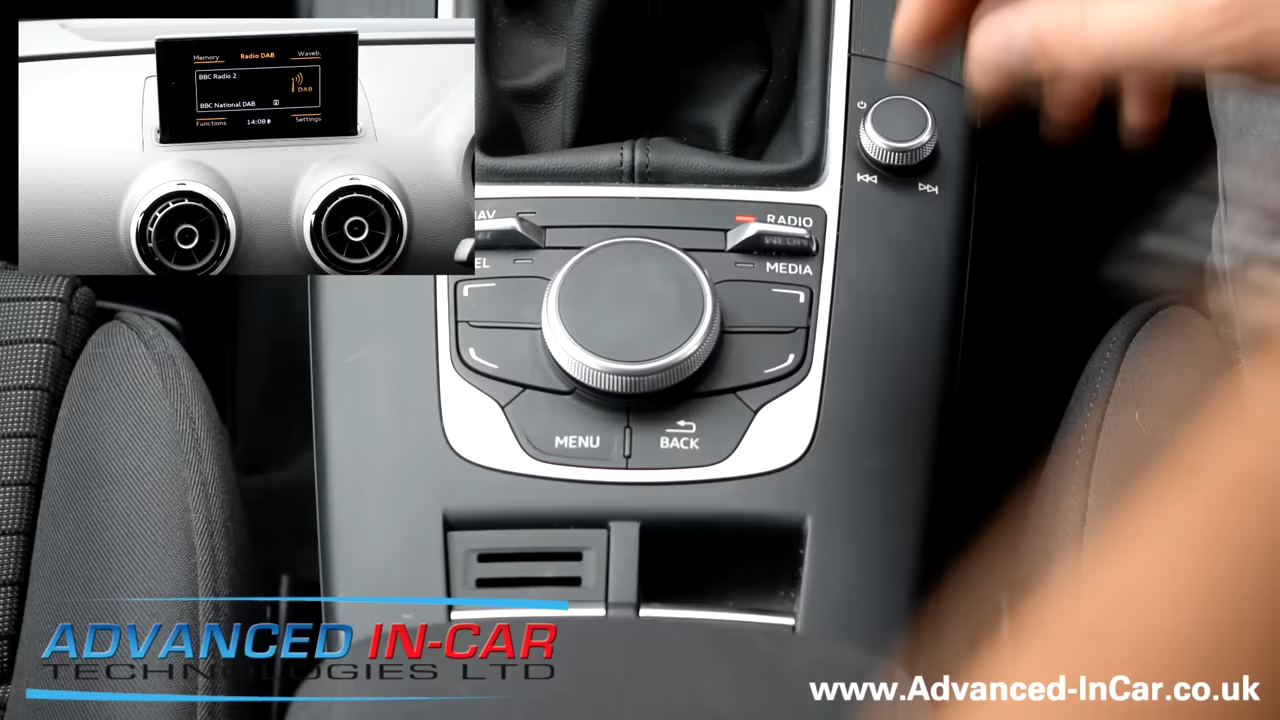 Memory Radio DAB Waveb.
BBC Radio 2
DAB
BBC National DAB
Functions 14:08 Settings
RADIO
MEDIA
MENU
BACK
ADVANCED IN-CAR
TECHNOLOGIES LTD
www.Advanced-InCar.co.uk